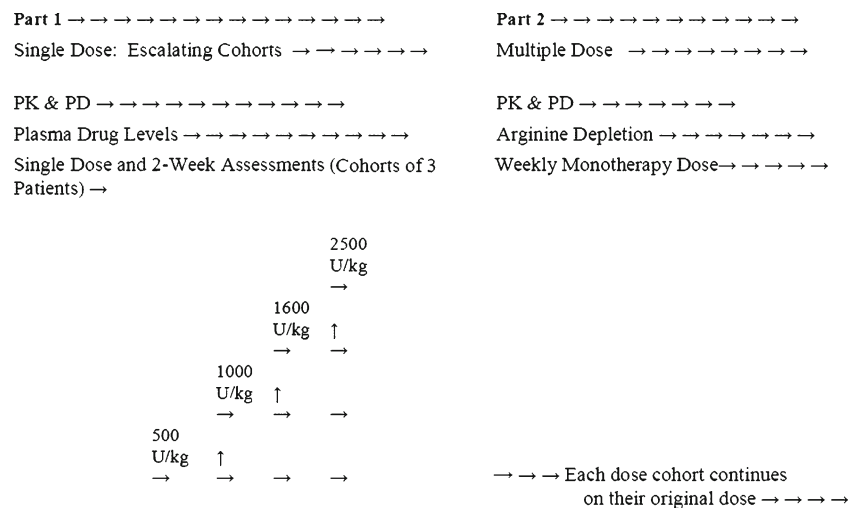 Part 1 → → → → → → → → → → → → →
Single Dose: Escalating Cohorts → → → → → →
PK & PD → → → → → → → → → → →
Plasma Drug Levels → → → → → → → → → →
Single Dose and 2-Week Assessments (Cohorts of 3
Patients) →
Part 2 → → → → → → → → → → →
Multiple Dose → → → → → → → →
PK & PD → → → → → → →
Arginine Depletion → → → → → → →
Weekly Monotherapy Dose→ → → → →
2500
U/kg
→
1600
U/kg ↑
→ →
1000
U/kg ↑
→ → →
500
U/kg ↑
→ → → →
→ → → Each dose cohort continues
on their original dose → → → →